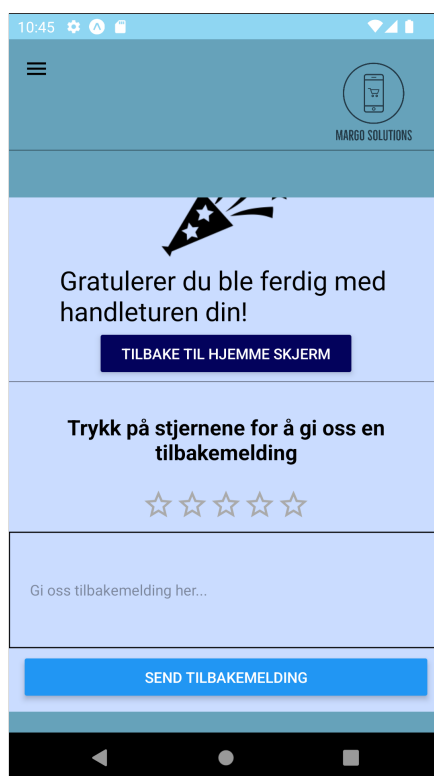 10:45
MARGO SOLUTIONS
Gratulerer du ble ferdig med
handleturen din!
TILBAKE TIL HJEMME SKJERM
Trykk på stjernene for å gi oss en
tilbakemelding
Gi oss tilbakemelding her...
SEND TILBAKEMELDING